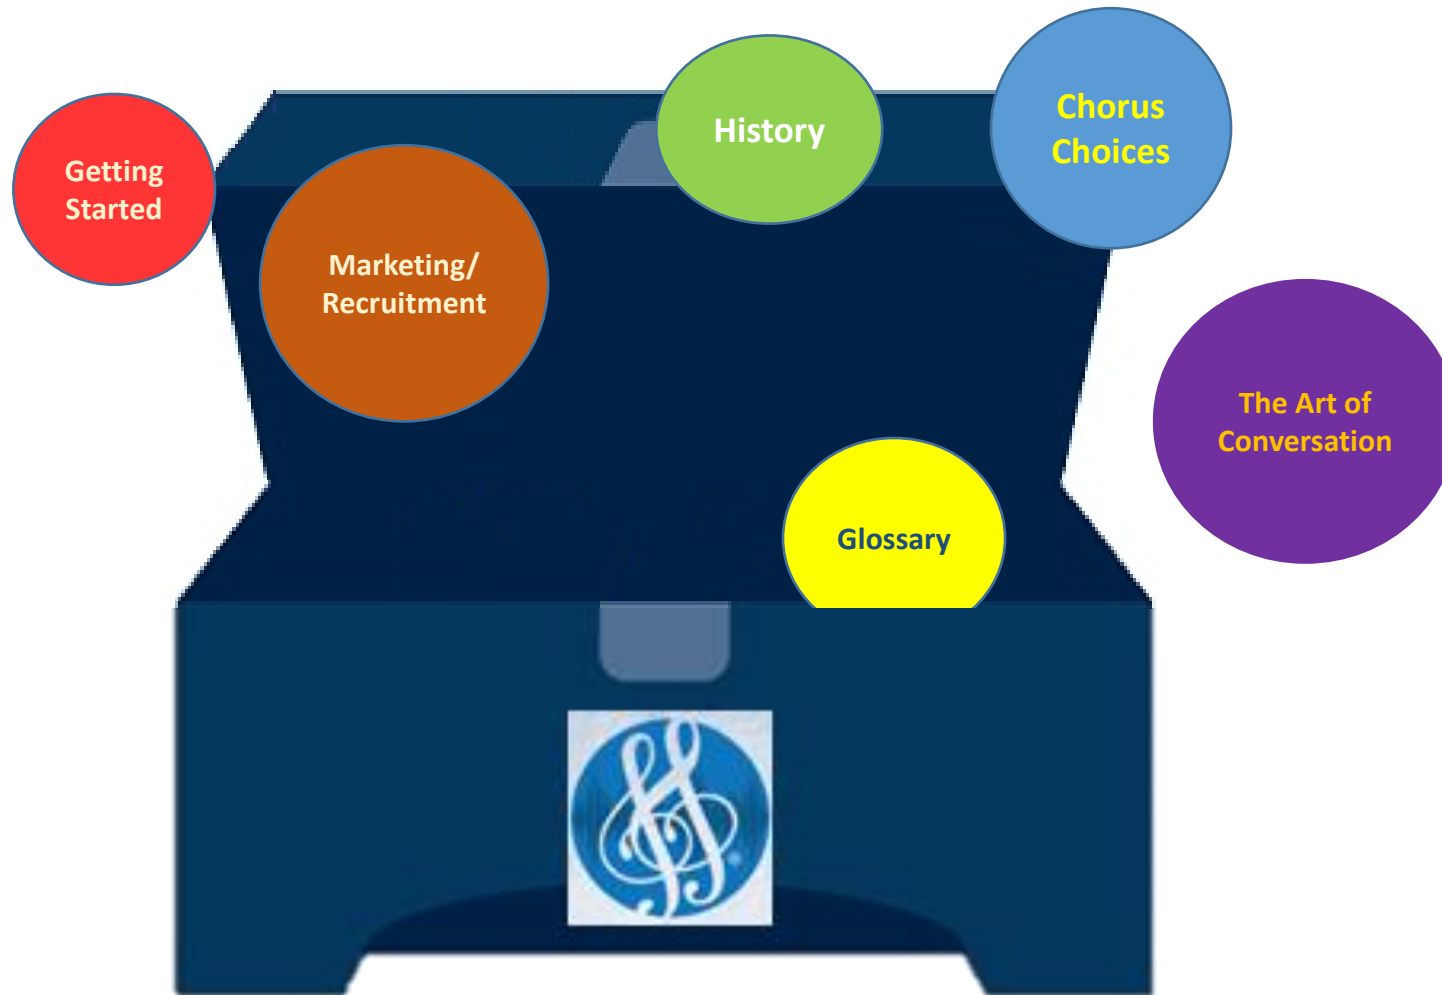 Getting
Started
Marketing/
Recruitment
History
Chorus
Choices
The Art of
Conversation
Glossary